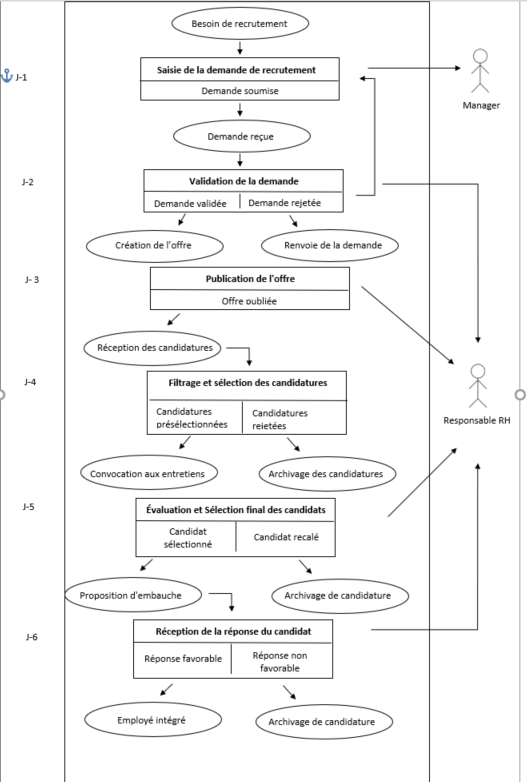 Besoin de recrutement
J-1
Saisie de la demande de recrutement
Demande soumise
Manager
Demande reçue
J-2
Validation de la demande
Demande validée
Demande rejetée
Création de l'offre
Renvoie de la demande
J- 3
Publication de l'offre
Offre publiée
Réception des candidatures
J-4
Filtrage et sélection des candidatures
Candidatures
présélectionnées
Candidatures
rejetées
Responsable RH
Convocation aux entretiens
Archivage des candidatures
J-5
Évaluation et Sélection final des candidats
Candidat
sélectionné
Candidat recalé
Proposition d'embauche
Archivage de candidature
J-6
Réception de la réponse du candidat
Réponse favorable
Réponse non
favorable
Employé intégré
Archivage de candidature